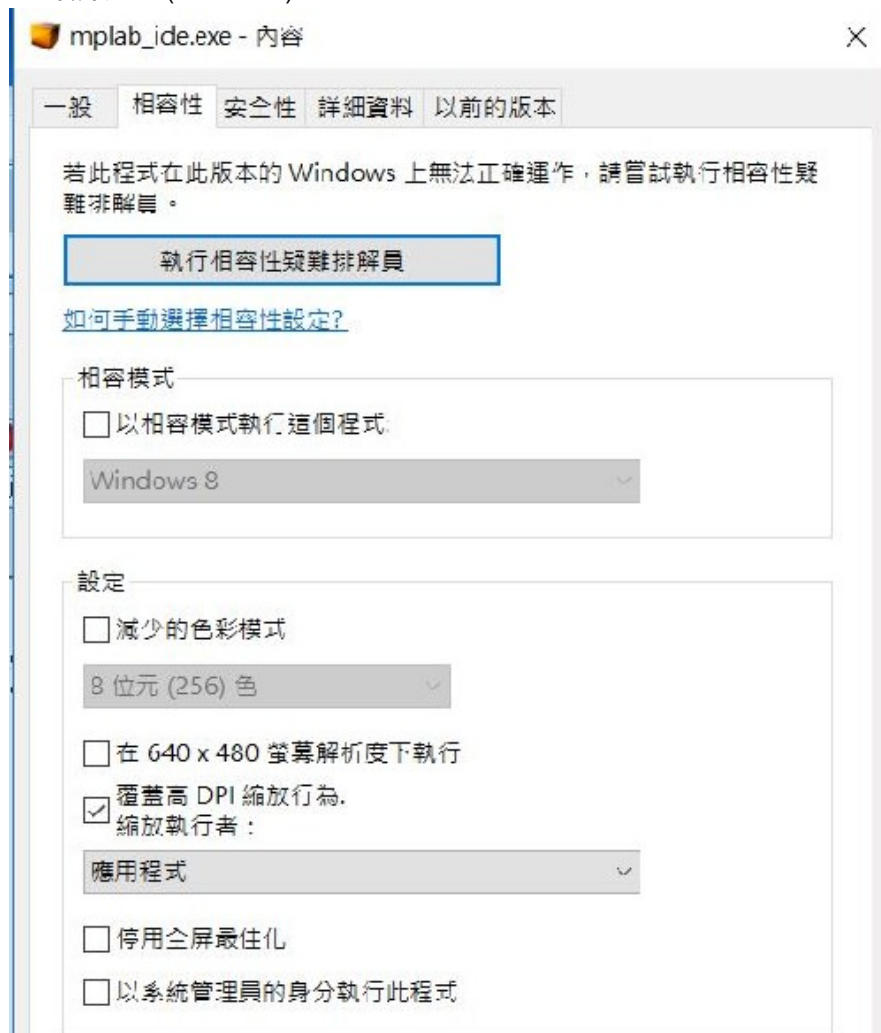 mplab_ide.exe - 內容
一般 相容性 安全性 詳細資料 以前的版本
若此程式在此版本的 Windows 上無法正確運作，請嘗試執行相容性疑
難排解員。
執行相容性疑難排解員
如何手動選擇相容性設定?
相容模式
以相容模式執行這個程式:
Windows 8
設定
減少的色彩模式
8 位元 (256) 色
在 640 x 480 螢幕解析度下執行
覆蓋高 DPI 縮放行為.
縮放執行者：
應用程式
停用全屏最佳化
以系統管理員的身分執行此程式